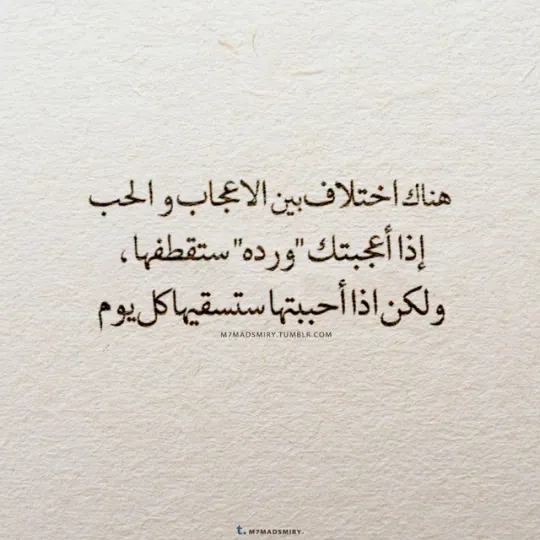 هناك اختلاف بين الاعجاب و الحب
إذا أعجبتك "ورده" ستقطفها ،
ولكن اذا أحببتها ستسقيها كل يوم
M7MADSMIRY.TUMBLR.COM
t. M7MADSMIRY.